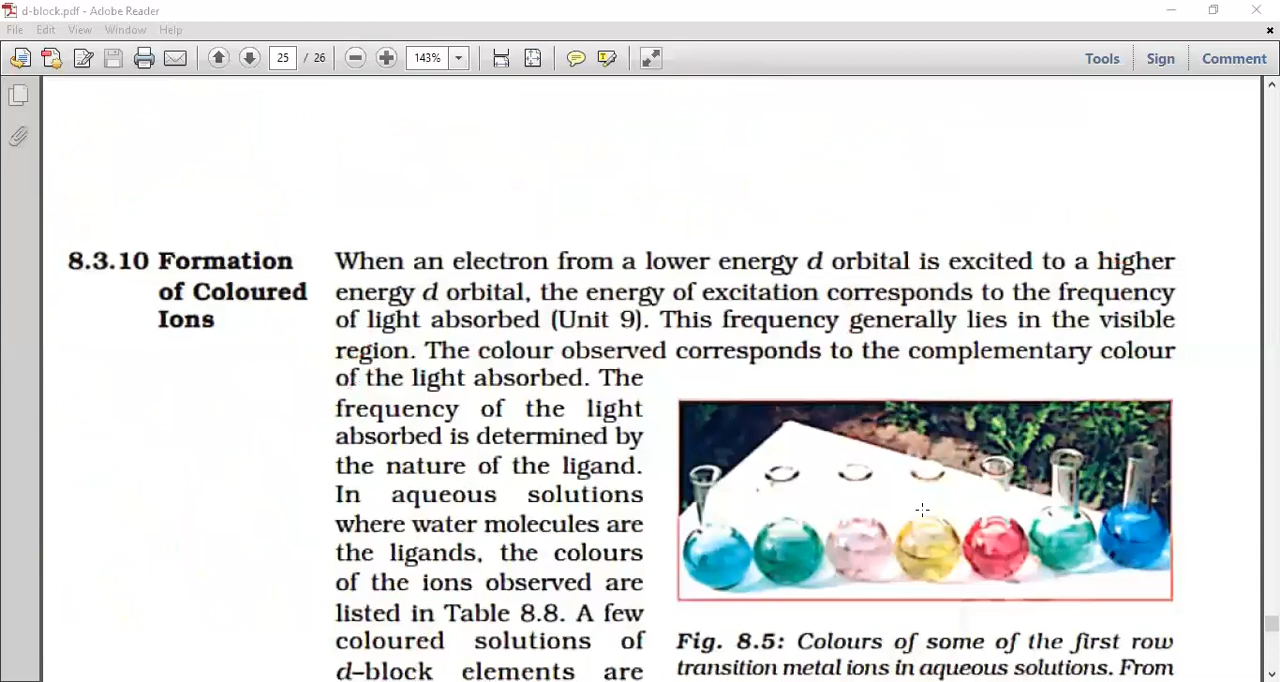 d-block.pdf - Adobe Reader
File Edit View Window Help
25 / 26
143%
Tools
Sign
Comment
8.3.10 Formation
of Coloured
Ions
When an electron from a lower energy d orbital is excited to a higher
energy d orbital, the energy of excitation corresponds to the frequency
of light absorbed (Unit 9). This frequency generally lies in the visible
region. The colour observed corresponds to the complementary colour
of the light absorbed. The
frequency of the light
absorbed is determined by
the nature of the ligand.
In aqueous solutions
where water molecules are
the ligands, the colours
of the ions observed are
listed in Table 8.8. A few
coloured solutions of
d–block elements are
Fig. 8.5: Colours of some of the first row
transition metal ions in aqueous solutions. From